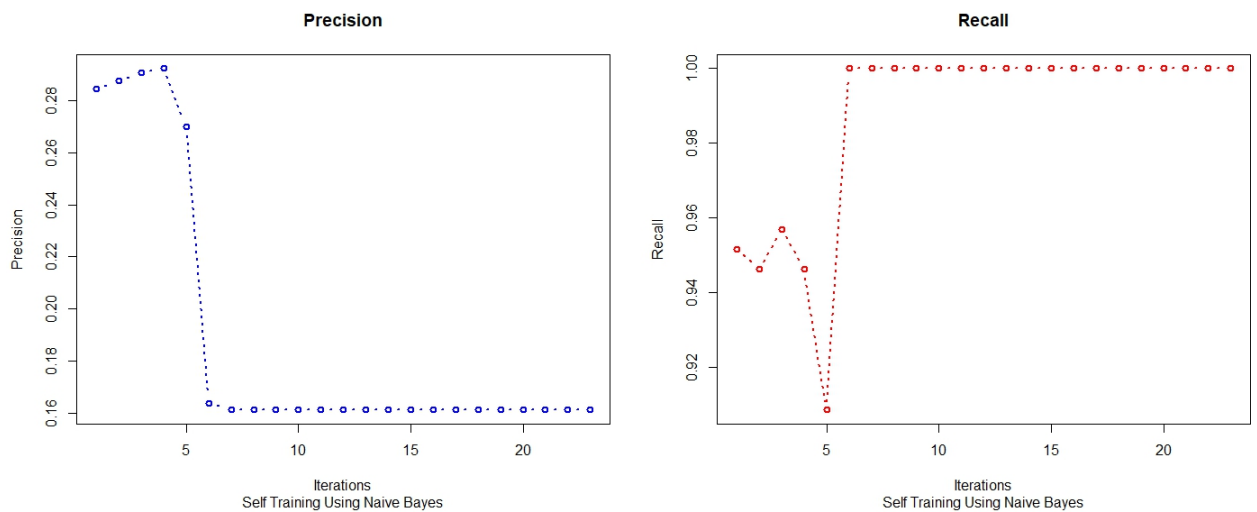 Precision
Precision
0.28
0.26
0.24
0.22
0.20
0.18
0.16
5
10
15
20
Iterations
Self Training Using Naive Bayes
Recall
Recall
1.00
0.98
0.96
0.94
0.92
5
10
15
20
Iterations
Self Training Using Naive Bayes